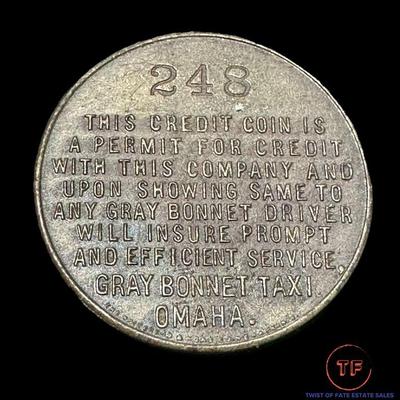 248
THIS CREDIT COIN IS
A PERMIT FOR CREDIT
WITH THIS COMPANY AND
UPON SHOWING SAME TO
ANY GRAY BONNET DRIVER
WILL INSURE PROMPT
AND EFFICIENT SERVICE.
GRAY BONNET TAXI
OMAHA.
TF
TWIST OF FATE ESTATE SALES